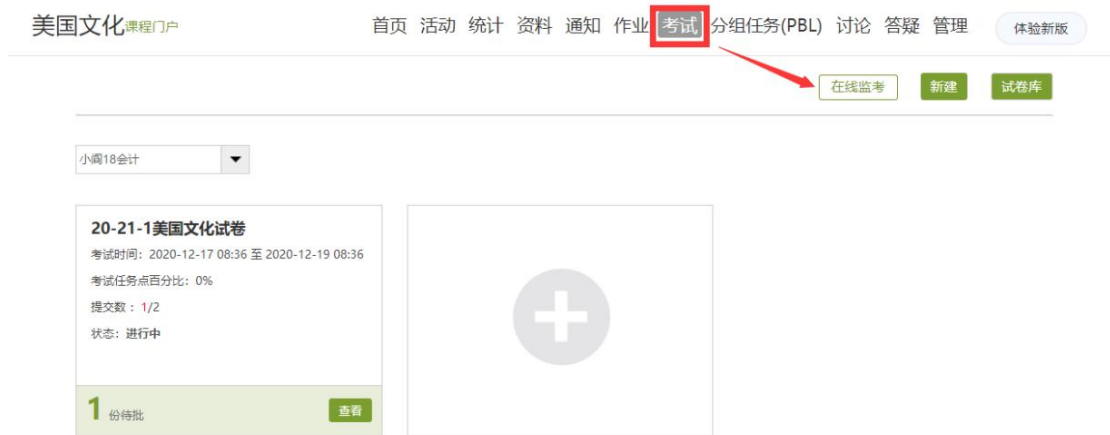 美国文化课程门户 首页 活动 统计 资料 通知 作业 考试 分组任务(PBL) 讨论 答疑 管理 体验新版
在线监考 新建 试卷库
小阎18会计
20-21-1美国文化试卷
考试时间：2020-12-17 08:36 至 2020-12-19 08:36
考试任务点百分比：0%
提交数：1/2
状态：进行中
1 份待批 查看